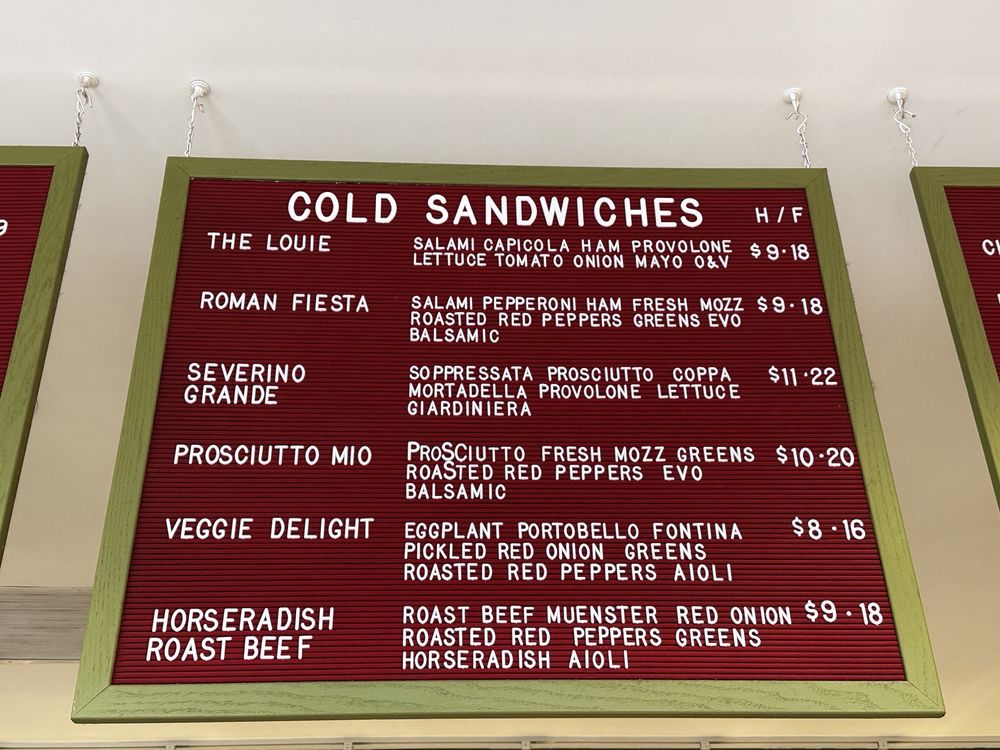 COLD SANDWICHES H/F
THE LOUIE SALAMI CAPICOLA HAM PROVOLONE $9·18
LETTUCE TOMATO ONION MAYO O&V
ROMAN FIESTA SALAMI PEPPERONI HAM FRESH MOZZ $9·18
ROASTED RED PEPPERS GREENS EVO
BALSAMIC
SEVERINO SOPPRESSATA PROSCIUTTO COPPA $11·22
GRANDE MORTADELLA PROVOLONE LETTUCE
GIARDINIERA
PROSCIUTTO MIO PROSCIUTTO FRESH MOZZ GREENS $10·20
ROASTED RED PEPPERS EVO
BALSAMIC
VEGGIE DELIGHT EGGPLANT PORTOBELLO FONTINA $8·16
PICKLED RED ONION GREENS
ROASTED RED PEPPERS AIOLI
HORSERADISH ROAST BEEF MUENSTER RED ONION $9·18
ROAST BEEF ROASTED RED PEPPERS GREENS
HORSERADISH AIOLI